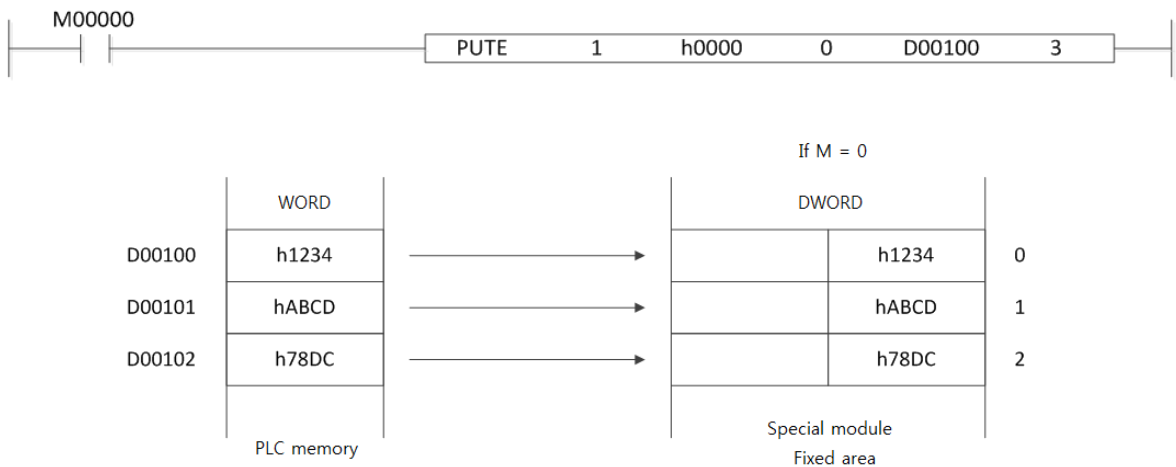 M00000
PUTE 1 h0000 0 D00100 3
If M = 0
WORD DWORD
D00100 h1234 h1234 0
D00101 hABCD hABCD 1
D00102 h78DC h78DC 2
PLC memory
Special module
Fixed area